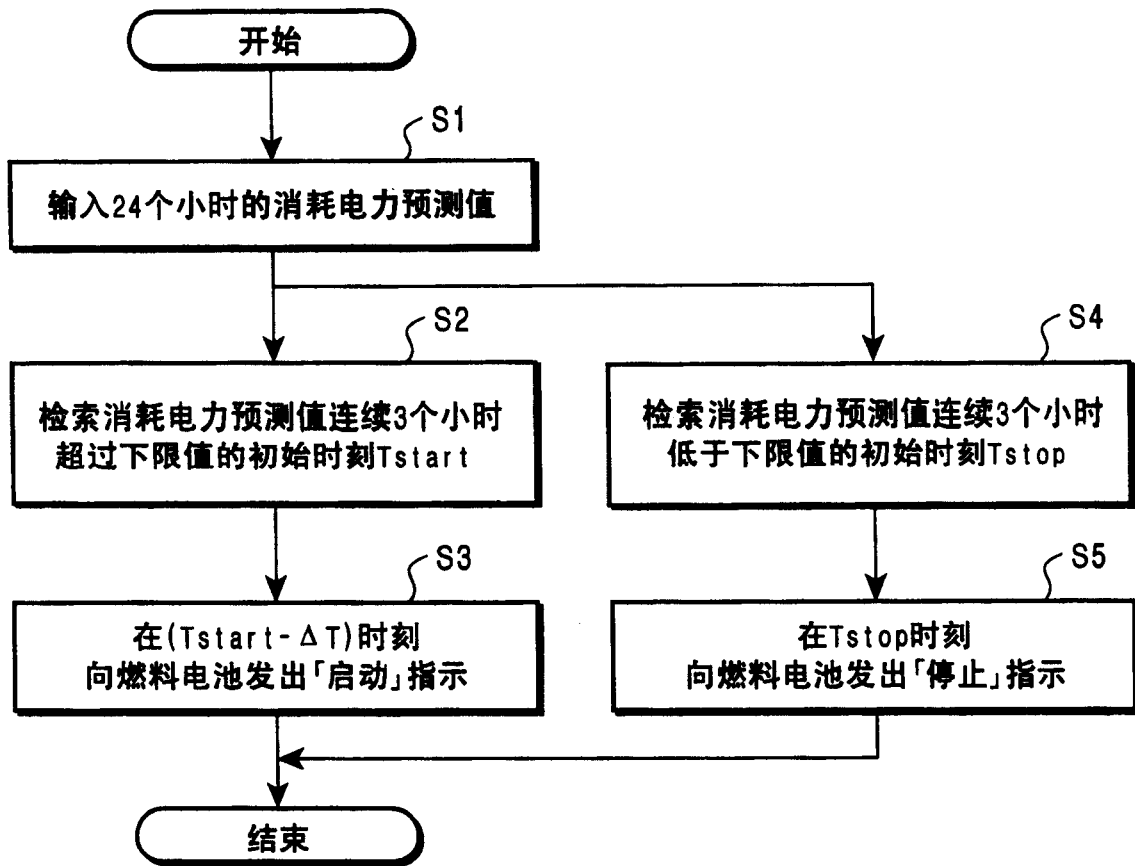 开始
S1
输入24个小时的消耗电力预测值
S2
检索消耗电力预测值连续3个小时
超过下限值的初始时刻Tstart
S4
检索消耗电力预测值连续3个小时
低于下限值的初始时刻Tstop
S3
在(Tstart-ΔT)时刻
向燃料电池发出「启动」指示
S5
在Tstop时刻
向燃料电池发出「停止」指示
结束